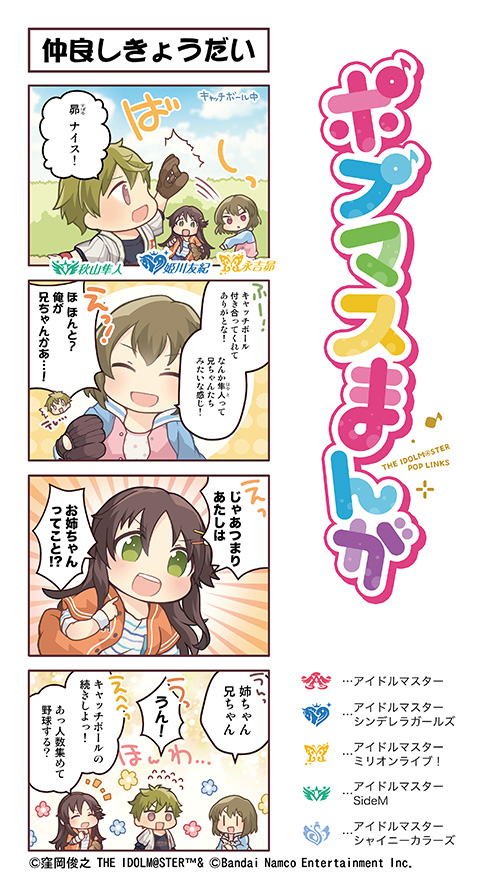 仲良しきょうだい
キャッチボール中
ば
しっ
昴 ナイス!
すばる
秋山隼人
姫川友紀
永吉昴
ふー!
キャッチボール
付き合ってくれて
ありがとな!
なんか隼人って
はやと
兄ちゃんたち
みたいな感じ!
えっ!
ほ ほんと?
俺が
兄ちゃんかあ…!
テレ…
えっ
じゃあつまり
あたしは
お姉ちゃん
ってこと!?
うんっ
姉ちゃん
兄ちゃん
うっ
うん!
えへへっ
キャッチボールの
続きしよっ!
あっ人数集めて
野球する?
ほんわ…
ポプマスまんが
THE IDOLM@STER
POP LINKS
…アイドルマスター
…アイドルマスター
シンデレラガールズ
…アイドルマスター
ミリオンライブ!
…アイドルマスター
SideM
…アイドルマスター
シャイニーカラーズ
©窪岡俊之 THE IDOLM@STER™& ©Bandai Namco Entertainment Inc.